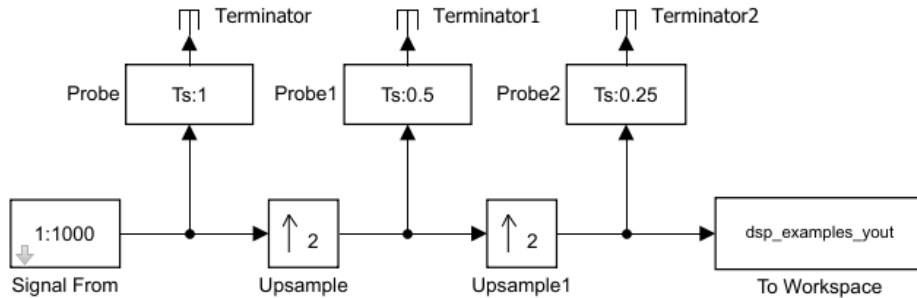 Terminator
Terminator1
Terminator2
Probe
Ts:1
Probe1
Ts:0.5
Probe2
Ts:0.25
1:1000
2
2
dsp_examples_yout
Signal From
Upsample
Upsample1
To Workspace